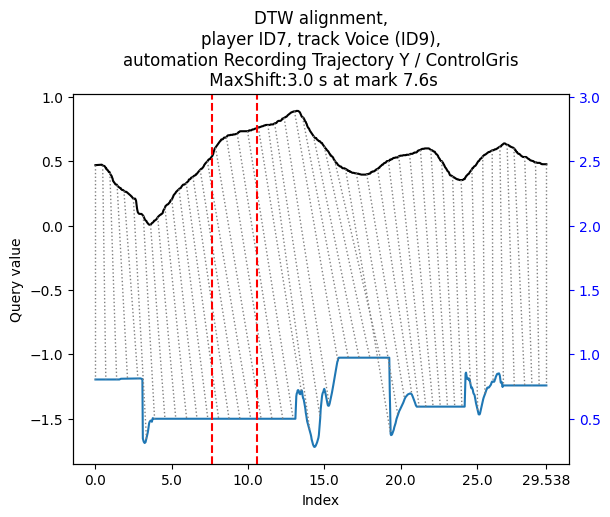 DTW alignment,
player ID7, track Voice (ID9),
automation Recording Trajectory Y / ControlGris
MaxShift:3.0 s at mark 7.6s
1.0
0.5
0.0
−0.5
−1.0
−1.5
Query value
3.0
2.5
2.0
1.5
1.0
0.5
0.0 5.0 10.0 15.0 20.0 25.0 29.538
Index